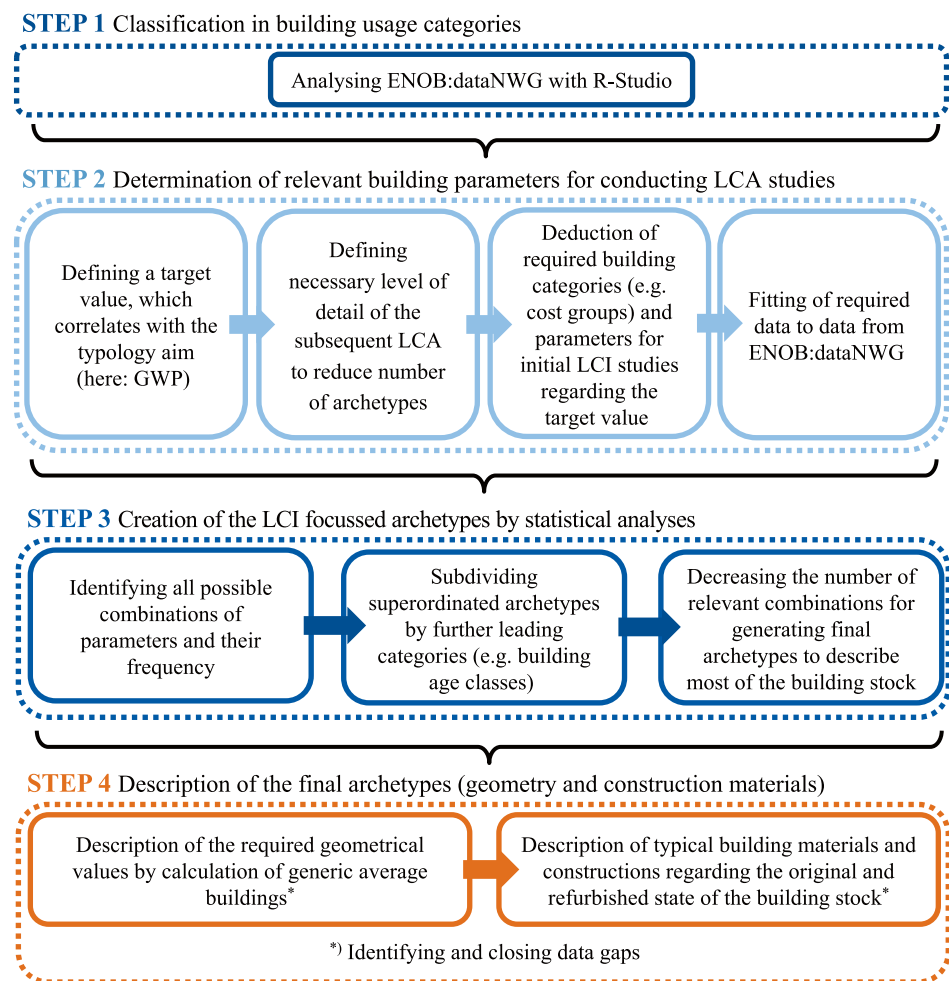 STEP 1 Classification in building usage categories
Analysing ENOB:dataNWG with R-Studio
STEP 2 Determination of relevant building parameters for conducting LCA studies
Defining a target
value, which
correlates with the
typology aim
(here: GWP)
Defining
necessary level of
detail of the
subsequent LCA
to reduce number
of archetypes
Deduction of
required building
categories (e.g.
cost groups) and
parameters for
initial LCI studies
regarding the
target value
Fitting of required
data to data from
ENOB:dataNWG
STEP 3 Creation of the LCI focussed archetypes by statistical analyses
Identifying all possible
combinations of
parameters and their
frequency
Subdividing
superordinated archetypes
by further leading
categories (e.g. building
age classes)
Decreasing the number of
relevant combinations for
generating final
archetypes to describe
most of the building stock
STEP 4 Description of the final archetypes (geometry and construction materials)
Description of the required geometrical
values by calculation of generic average
buildings*
Description of typical building materials and
constructions regarding the original and
refurbished state of the building stock*
*) Identifying and closing data gaps